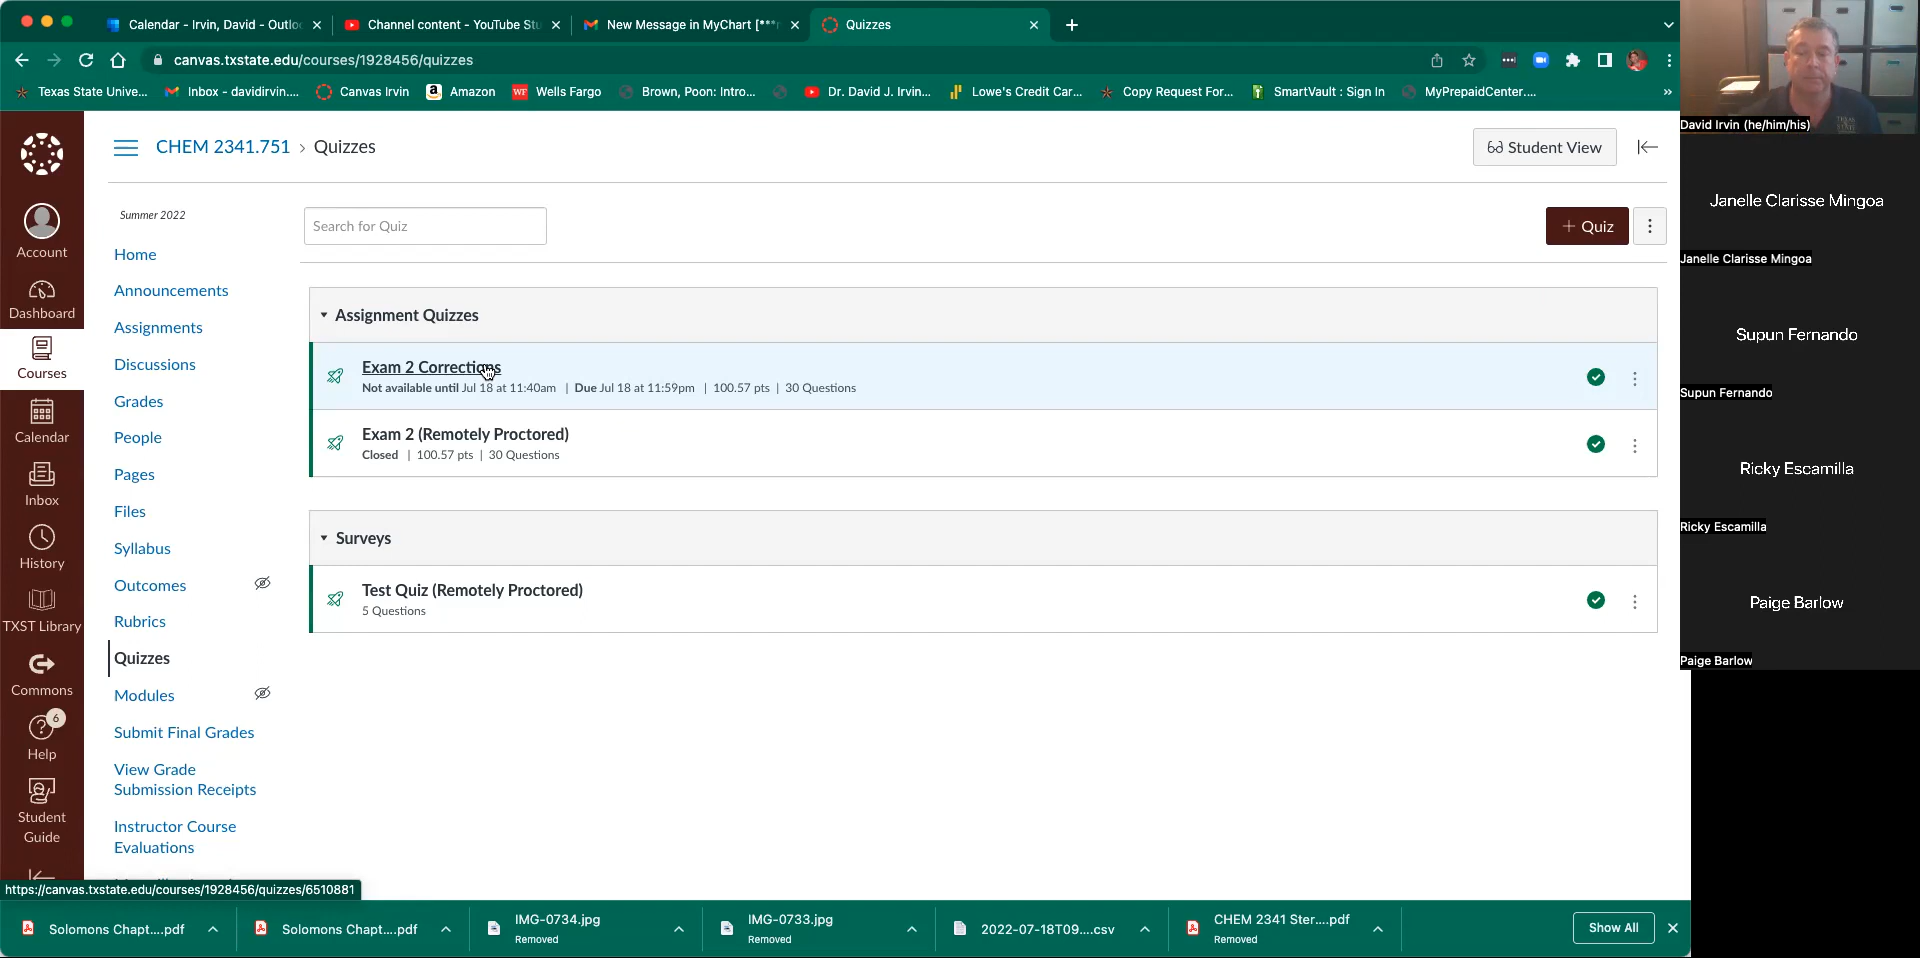 Calendar - Irvin, David - Outlo
Channel content - YouTube Stu
New Message in MyChart [***r
Quizzes
canvas.txstate.edu/courses/1928456/quizzes
Texas State Unive...
Inbox - davidirvin....
Canvas Irvin
Amazon
WF Wells Fargo
Brown, Poon: Intro...
Dr. David J. Irvin...
Lowe's Credit Car...
Copy Request For...
SmartVault : Sign In
MyPrepaidCenter....
»
David Irvin (he/him/his)
CHEM 2341.751 › Quizzes
Student View
Summer 2022
Search for Quiz
+ Quiz
Account
Dashboard
Courses
Calendar
Inbox
History
TXST Library
Commons
6
Help
Student
Guide
Home
Announcements
Assignments
Discussions
Grades
People
Pages
Files
Syllabus
Outcomes
Rubrics
Quizzes
Modules
Submit Final Grades
View Grade
Submission Receipts
Instructor Course
Evaluations
Assignment Quizzes
Exam 2 Corrections
Not available until Jul 18 at 11:40am | Due Jul 18 at 11:59pm | 100.57 pts | 30 Questions
Exam 2 (Remotely Proctored)
Closed | 100.57 pts | 30 Questions
Surveys
Test Quiz (Remotely Proctored)
5 Questions
Janelle Clarisse Mingoa
Janelle Clarisse Mingoa
Supun Fernando
Supun Fernando
Ricky Escamilla
Ricky Escamilla
Paige Barlow
Paige Barlow
https://canvas.txstate.edu/courses/1928456/quizzes/6510881
Solomons Chapt....pdf
Solomons Chapt....pdf
IMG-0734.jpg
Removed
IMG-0733.jpg
Removed
2022-07-18T09....csv
CHEM 2341 Ster....pdf
Removed
Show All